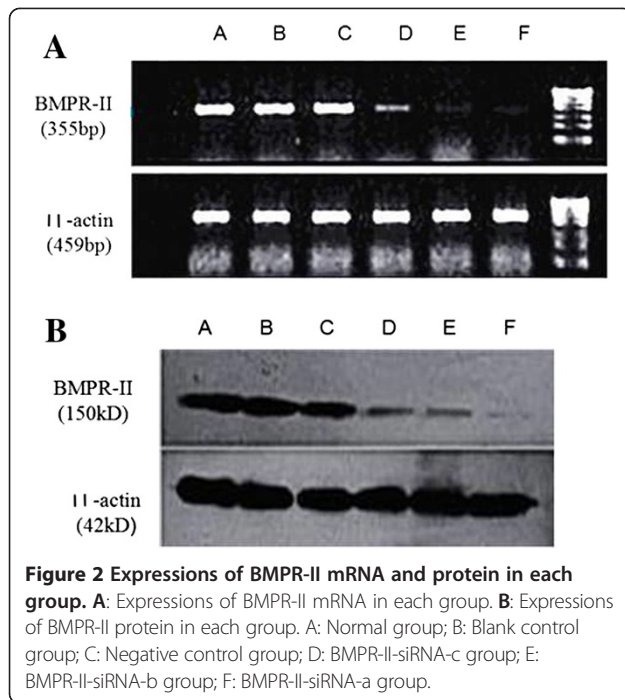 A
A B C D E F
BMPR-II
(355bp)
11-actin
(459bp)
B
A B C D E F
BMPR-II
(150kD)
11-actin
(42kD)
Figure 2 Expressions of BMPR-II mRNA and protein in each
group. A: Expressions of BMPR-II mRNA in each group. B: Expressions
of BMPR-II protein in each group. A: Normal group; B: Blank control
group; C: Negative control group; D: BMPR-II-siRNA-c group; E:
BMPR-II-siRNA-b group; F: BMPR-II-siRNA-a group.